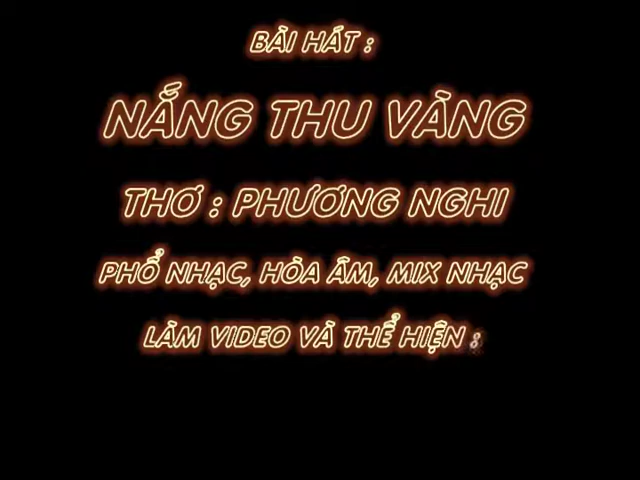 BÀI HÁT :
NẮNG THU VÀNG
THƠ : PHƯƠNG NGHI
PHỔ NHẠC, HÒA ÂM, MIX NHẠC
LÀM VIDEO VÀ THỂ HIỆN :